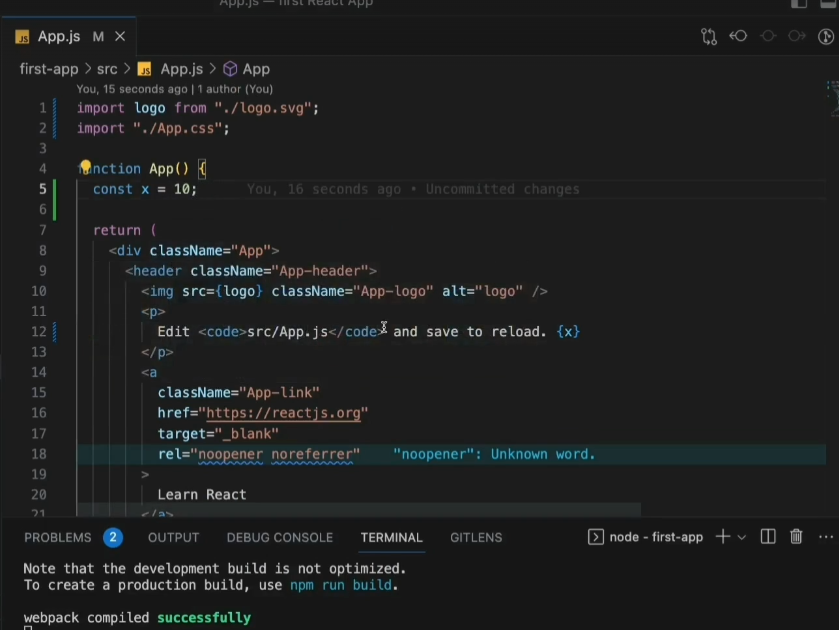 App.js — first React App
JS App.js M
first-app > src > JS App.js > App
You, 15 seconds ago | 1 author (You)
1 import logo from "./logo.svg";
2 import "./App.css";
3
4 function App() {
5 const x = 10; You, 16 seconds ago • Uncommitted changes
6
7 return (
8 <div className="App">
9 <header className="App-header">
10 <img src={logo} className="App-logo" alt="logo" />
11 <p>
12 Edit <code>src/App.js</code> and save to reload. {x}
13 </p>
14 <a
15 className="App-link"
16 href="https://reactjs.org"
17 target="_blank"
18 rel="noopener noreferrer" "noopener": Unknown word.
19 >
20 Learn React
21 </a>
PROBLEMS 2 OUTPUT DEBUG CONSOLE TERMINAL GITLENS node - first-app
Note that the development build is not optimized.
To create a production build, use npm run build.
webpack compiled successfully